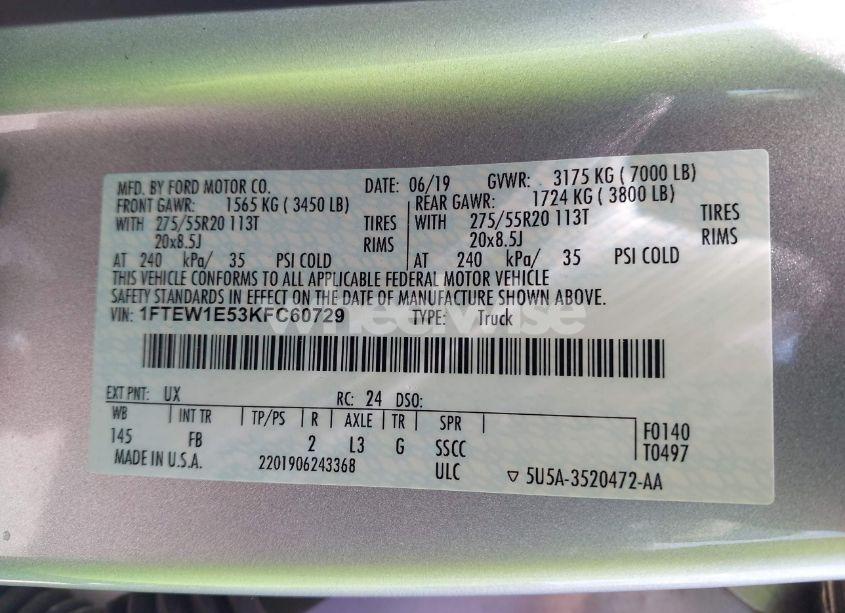 MFD. BY FORD MOTOR CO. DATE: 06/19 GVWR: 3175 KG ( 7000 LB)
FRONT GAWR: 1565 KG ( 3450 LB) REAR GAWR: 1724 KG ( 3800 LB)
WITH 275/55R20 113T TIRES WITH 275/55R20 113T TIRES
20x8.5J RIMS 20x8.5J RIMS
AT 240 kPa/ 35 PSI COLD AT 240 kPa/ 35 PSI COLD
THIS VEHICLE CONFORMS TO ALL APPLICABLE FEDERAL MOTOR VEHICLE
SAFETY STANDARDS IN EFFECT ON THE DATE OF MANUFACTURE SHOWN ABOVE.
VIN: 1FTEW1E53KFC60729 TYPE: Truck
wheelwise
EXT PNT: UX RC: 24 DSO:
WB INT TR TP/PS R AXLE TR SPR
145 FB 2 L3 G SSCC F0140
ULC T0497
MADE IN U.S.A. 2201906243368 5U5A-3520472-AA